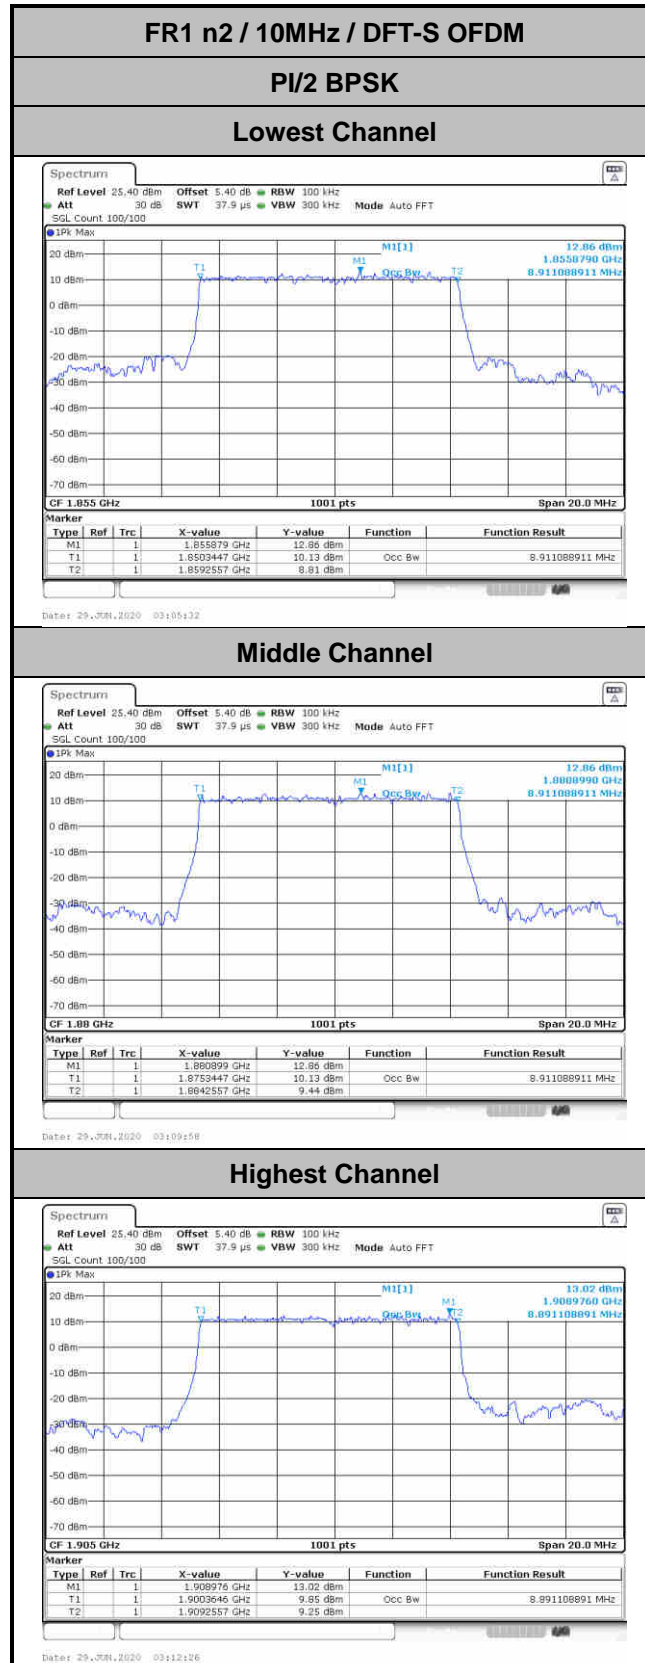 FR1 n2 / 10MHz / DFT-S OFDM
PI/2 BPSK
Lowest Channel
Spectrum
Ref Level 25.40 dBm Offset 5.40 dB RBW 100 kHz
Att 30 dB SWT 37.9 µs VBW 300 kHz Mode Auto FFT
SGL Count 100/100
1Pk Max
M1[1] 12.86 dBm
1.8558790 GHz
Occ Bw 8.911088911 MHz
T1
M1
T2
20 dBm
10 dBm
0 dBm
-10 dBm
-20 dBm
-30 dBm
-40 dBm
-50 dBm
-60 dBm
-70 dBm
CF 1.855 GHz 1001 pts Span 20.0 MHz
Marker
Type Ref Trc X-value Y-value Function Function Result
M1 1 1.855879 GHz 12.86 dBm
T1 1 1.8503447 GHz 10.13 dBm Occ Bw 8.911088911 MHz
T2 1 1.8592557 GHz 8.81 dBm
Date: 29.JUN.2020 03:05:32
Middle Channel
Spectrum
Ref Level 25.40 dBm Offset 5.40 dB RBW 100 kHz
Att 30 dB SWT 37.9 µs VBW 300 kHz Mode Auto FFT
SGL Count 100/100
1Pk Max
M1[1] 12.86 dBm
1.8808990 GHz
Occ Bw 8.911088911 MHz
T1
M1
T2
20 dBm
10 dBm
0 dBm
-10 dBm
-20 dBm
-30 dBm
-40 dBm
-50 dBm
-60 dBm
-70 dBm
CF 1.88 GHz 1001 pts Span 20.0 MHz
Marker
Type Ref Trc X-value Y-value Function Function Result
M1 1 1.880899 GHz 12.86 dBm
T1 1 1.8753447 GHz 10.13 dBm Occ Bw 8.911088911 MHz
T2 1 1.8842557 GHz 9.44 dBm
Date: 29.JUN.2020 03:09:58
Highest Channel
Spectrum
Ref Level 25.40 dBm Offset 5.40 dB RBW 100 kHz
Att 30 dB SWT 37.9 µs VBW 300 kHz Mode Auto FFT
SGL Count 100/100
1Pk Max
M1[1] 13.02 dBm
1.9089760 GHz
Occ Bw 8.891108891 MHz
T1
M1
T2
20 dBm
10 dBm
0 dBm
-10 dBm
-20 dBm
-30 dBm
-40 dBm
-50 dBm
-60 dBm
-70 dBm
CF 1.905 GHz 1001 pts Span 20.0 MHz
Marker
Type Ref Trc X-value Y-value Function Function Result
M1 1 1.908976 GHz 13.02 dBm
T1 1 1.9003646 GHz 9.85 dBm Occ Bw 8.891108891 MHz
T2 1 1.9092557 GHz 9.25 dBm
Date: 29.JUN.2020 03:12:26